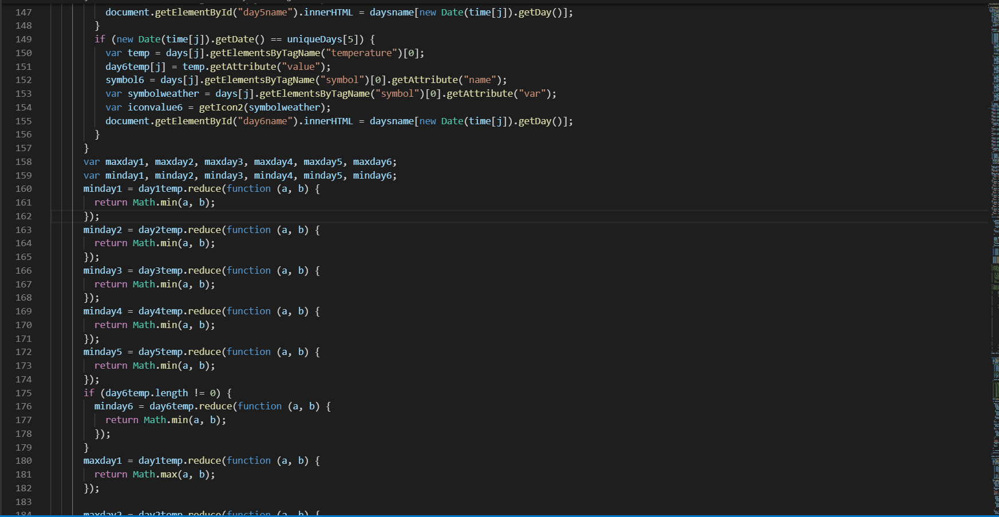 147 document.getElementById("day5name").innerHTML = daysname[new Date(time[j]).getDay()];
148 }
149 if (new Date(time[j]).getDate() == uniqueDays[5]) {
150 var temp = days[j].getElementsByTagName("temperature")[0];
151 day6temp[j] = temp.getAttribute("value");
152 symbol6 = days[j].getElementsByTagName("symbol")[0].getAttribute("name");
153 var symbolweather = days[j].getElementsByTagName("symbol")[0].getAttribute("var");
154 var iconvalue6 = getIcon2(symbolweather);
155 document.getElementById("day6name").innerHTML = daysname[new Date(time[j]).getDay()];
156 }
157 }
158 var maxday1, maxday2, maxday3, maxday4, maxday5, maxday6;
159 var minday1, minday2, minday3, minday4, minday5, minday6;
160 minday1 = day1temp.reduce(function (a, b) {
161 return Math.min(a, b);
162 });
163 minday2 = day2temp.reduce(function (a, b) {
164 return Math.min(a, b);
165 });
166 minday3 = day3temp.reduce(function (a, b) {
167 return Math.min(a, b);
168 });
169 minday4 = day4temp.reduce(function (a, b) {
170 return Math.min(a, b);
171 });
172 minday5 = day5temp.reduce(function (a, b) {
173 return Math.min(a, b);
174 });
175 if (day6temp.length != 0) {
176 minday6 = day6temp.reduce(function (a, b) {
177 return Math.min(a, b);
178 });
179 }
180 maxday1 = day1temp.reduce(function (a, b) {
181 return Math.max(a, b);
182 });
183
184 maxday2 = day2temp.reduce(function (a, b) {